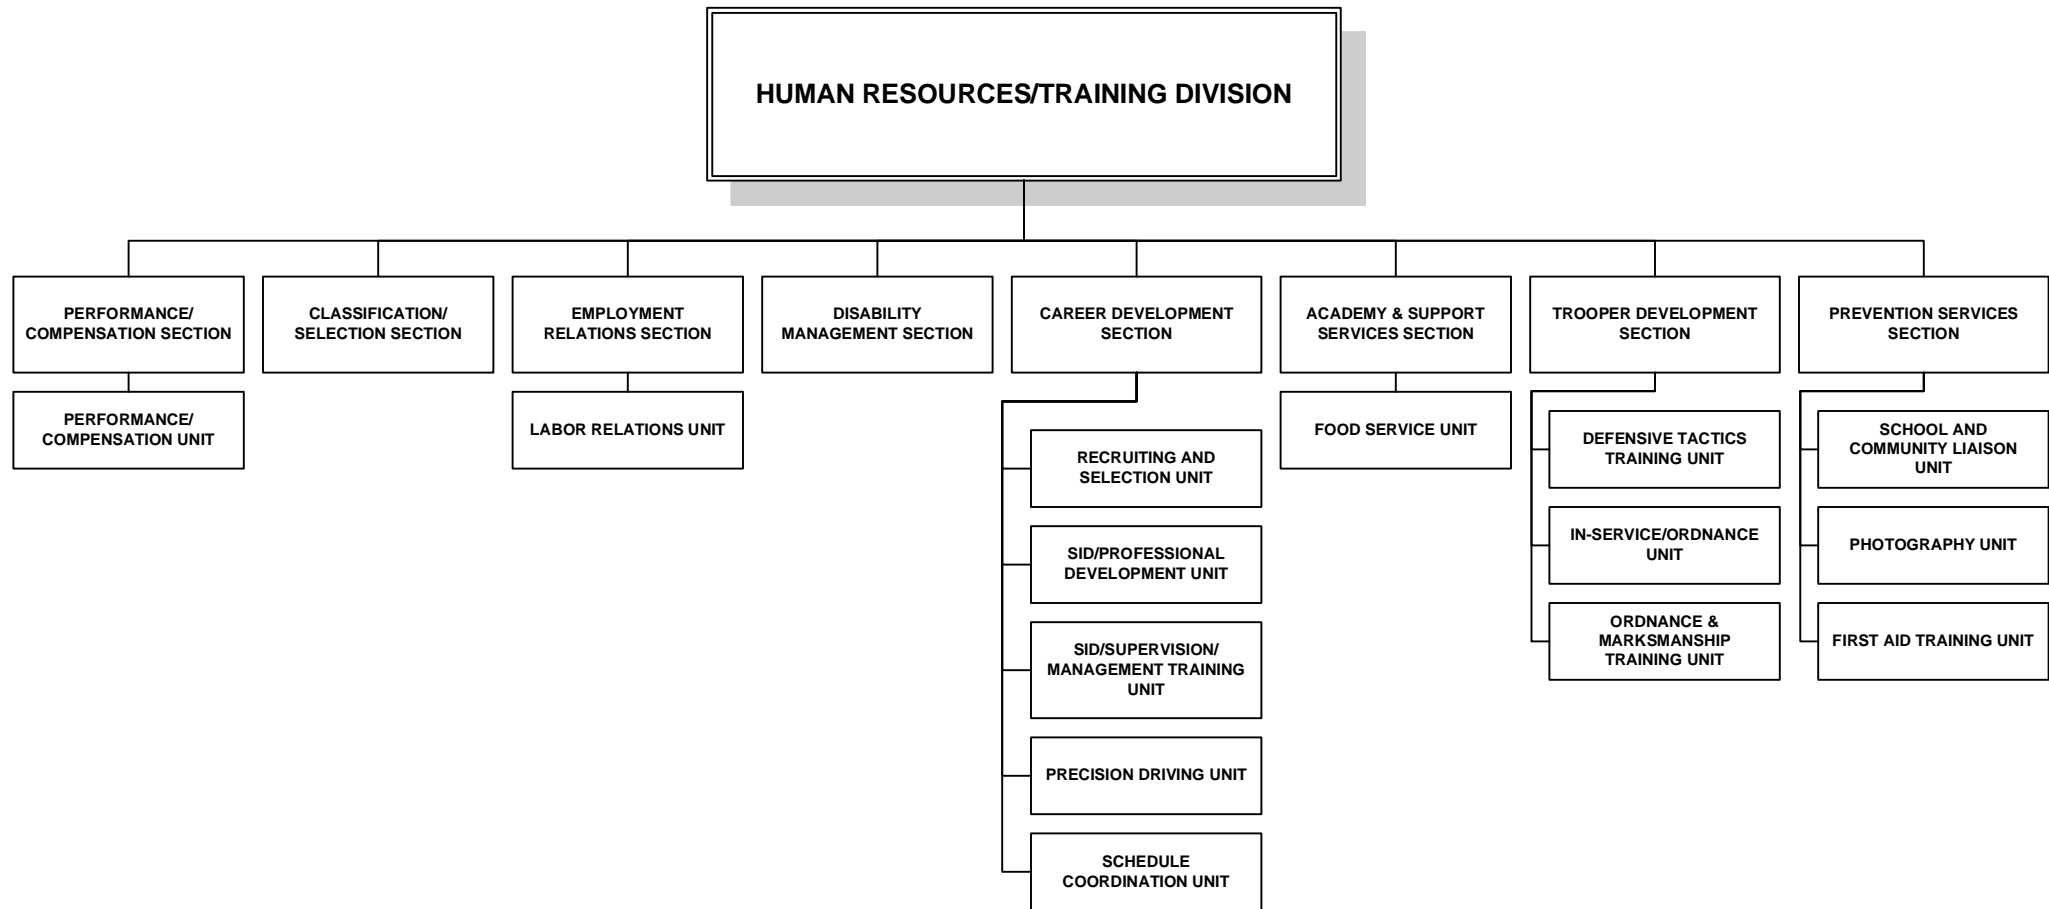 HUMAN RESOURCES/TRAINING DIVISION
PERFORMANCE/
COMPENSATION SECTION
CLASSIFICATION/
SELECTION SECTION
EMPLOYMENT
RELATIONS SECTION
DISABILITY
MANAGEMENT SECTION
CAREER DEVELOPMENT
SECTION
ACADEMY & SUPPORT
SERVICES SECTION
TROOPER DEVELOPMENT
SECTION
PREVENTION SERVICES
SECTION
PERFORMANCE/
COMPENSATION UNIT
LABOR RELATIONS UNIT
RECRUITING AND
SELECTION UNIT
SID/PROFESSIONAL
DEVELOPMENT UNIT
SID/SUPERVISION/
MANAGEMENT TRAINING
UNIT
PRECISION DRIVING UNIT
SCHEDULE
COORDINATION UNIT
FOOD SERVICE UNIT
DEFENSIVE TACTICS
TRAINING UNIT
IN-SERVICE/ORDNANCE
UNIT
ORDNANCE &
MARKSMANSHIP
TRAINING UNIT
SCHOOL AND
COMMUNITY LIAISON
UNIT
PHOTOGRAPHY UNIT
FIRST AID TRAINING UNIT